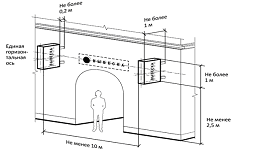 Не более
0,2 м
Не более
1 м
Единая
горизон-
тальная
ось
ВЫВЕСКА
Не более
1 м
Не менее
2,5 м
Не менее 10 м